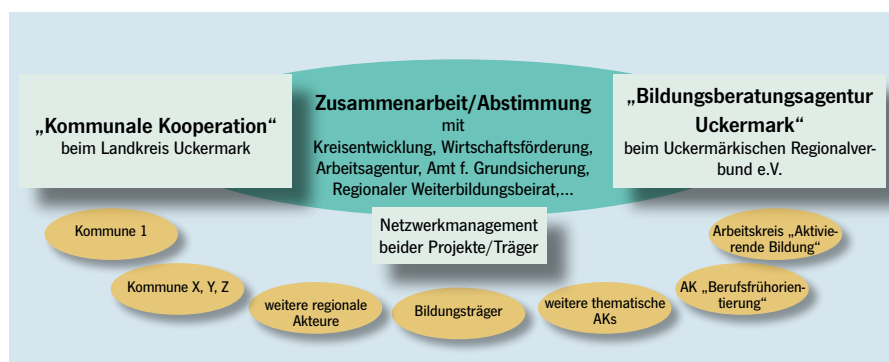 „Kommunale Kooperation“
beim Landkreis Uckermark
Zusammenarbeit/Abstimmung
mit
Kreisentwicklung, Wirtschaftsförderung,
Arbeitsagentur, Amt f. Grundsicherung,
Regionaler Weiterbildungsbeirat,...
„Bildungsberatungsagentur
Uckermark“
beim Uckermärkischen Regionalver-
bund e.V.
Netzwerkmanagement
beider Projekte/Träger
Kommune 1
Kommune X, Y, Z
weitere regionale
Akteure
Bildungsträger
weitere thematische
AKs
AK „Berufsfrühorien-
tierung“
Arbeitskreis „Aktivie-
rende Bildung“